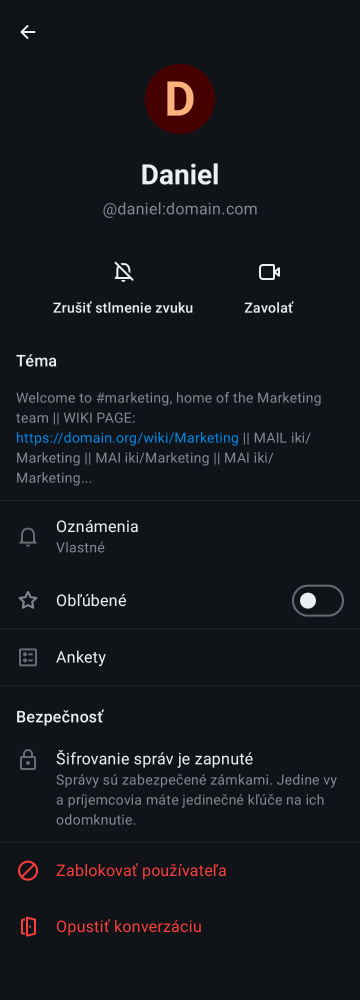 D
Daniel
@daniel:domain.com
Zrušiť stlmenie zvuku
Zavolať
Téma
Welcome to #marketing, home of the Marketing
team || WIKI PAGE:
https://domain.org/wiki/Marketing || MAIL iki/
Marketing || MAI iki/Marketing || MAI iki/
Marketing...
Oznámenia
Vlastné
Obľúbené
Ankety
Bezpečnosť
Šifrovanie správ je zapnuté
Správy sú zabezpečené zámkami. Jedine vy
a príjemcovia máte jedinečné kľúče na ich
odomknutie.
Zablokovať používateľa
Opustiť konverzáciu